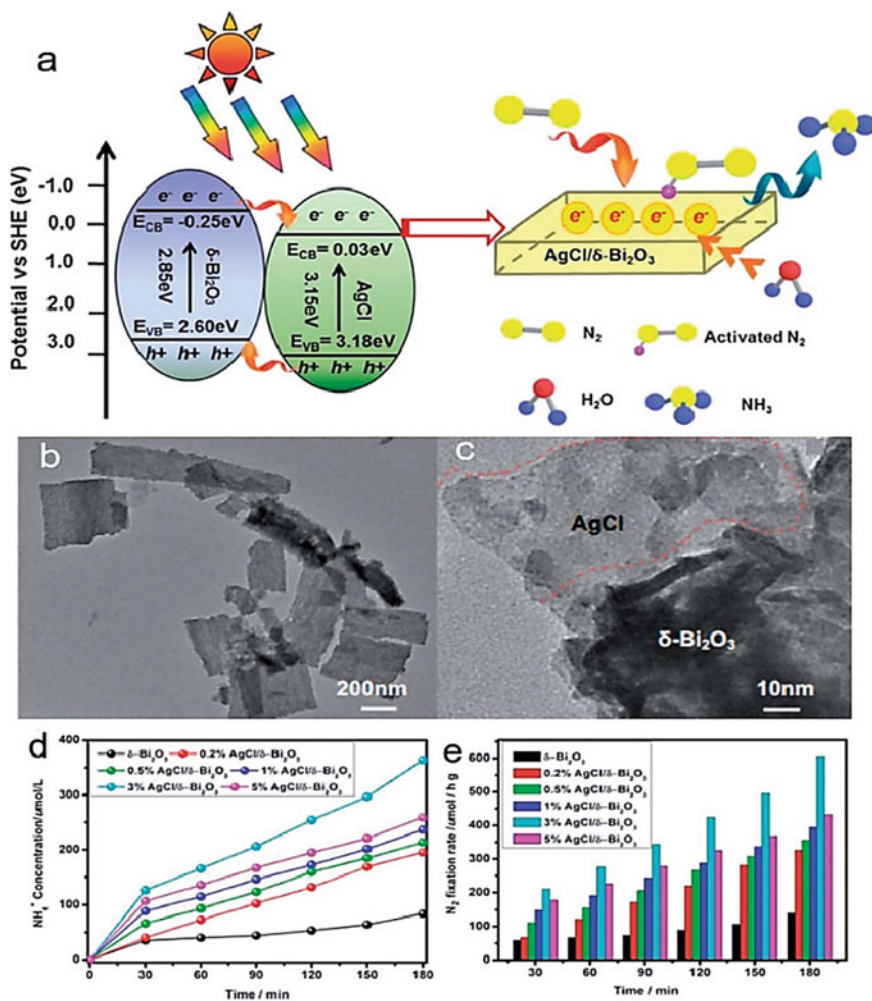 a
Potential vs SHE (eV)
-1.0
0.0
1.0
2.0
3.0
e⁻ e⁻ e⁻
E_CB= -0.25eV
2.85eV
δ-Bi₂O₃
E_VB= 2.60eV
h+ h+ h+
e⁻ e⁻ e⁻
E_CB= 0.03eV
3.15eV
AgCl
E_VB= 3.18eV
h+ h+ h+
e⁻ e⁻ e⁻ e⁻
AgCl/δ-Bi₂O₃
N₂
Activated N₂
H₂O
NH₃
b
200nm
c
AgCl
δ-Bi₂O₃
10nm
d
NH₄⁺ Concentration/umol/L
400
300
200
100
0
δ-Bi₂O₃
0.2% AgCl/δ-Bi₂O₃
0.5% AgCl/δ-Bi₂O₃
1% AgCl/δ-Bi₂O₃
3% AgCl/δ-Bi₂O₃
5% AgCl/δ-Bi₂O₃
0 30 60 90 120 150 180
Time / min
e
N₂ fixation rate /umol / h g
600
500
400
300
200
100
0
δ-Bi₂O₃
0.2% AgCl/δ-Bi₂O₃
0.5% AgCl/δ-Bi₂O₃
1% AgCl/δ-Bi₂O₃
3% AgCl/δ-Bi₂O₃
5% AgCl/δ-Bi₂O₃
30 60 90 120 150 180
Time / min